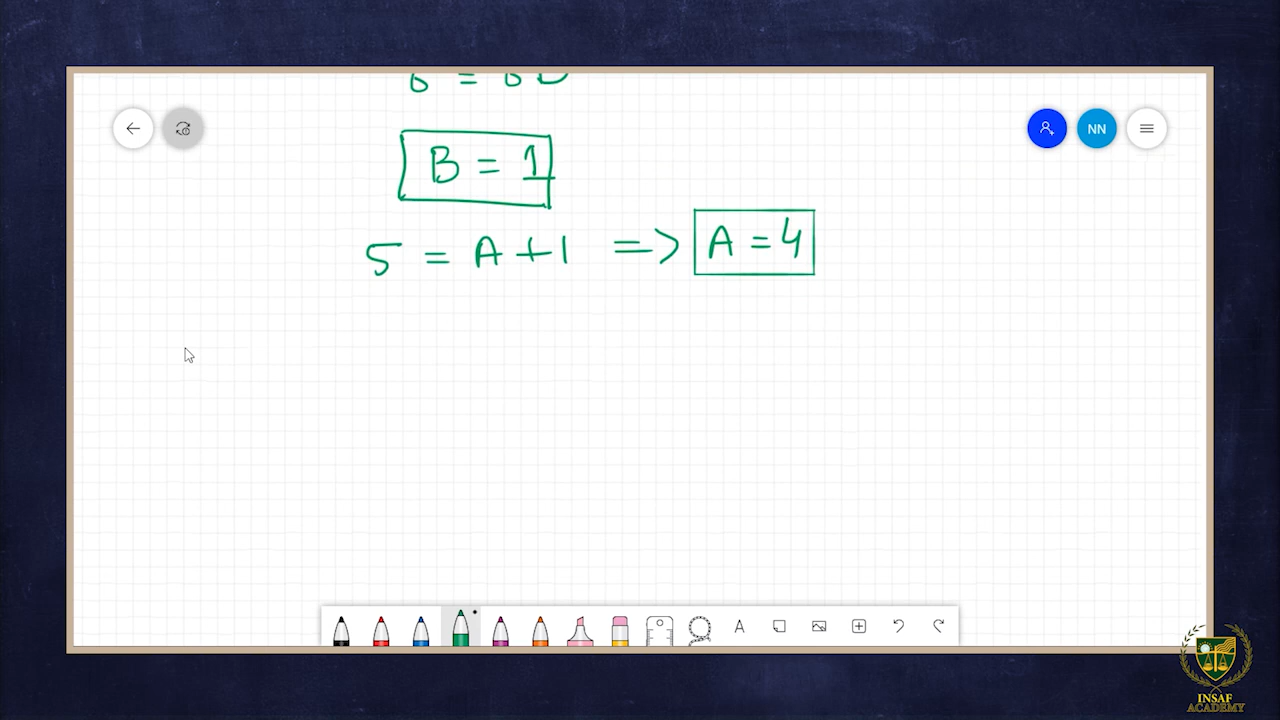 B = 1
5 = A + 1 => A = 4
NN
A
INSAF
ACADEMY